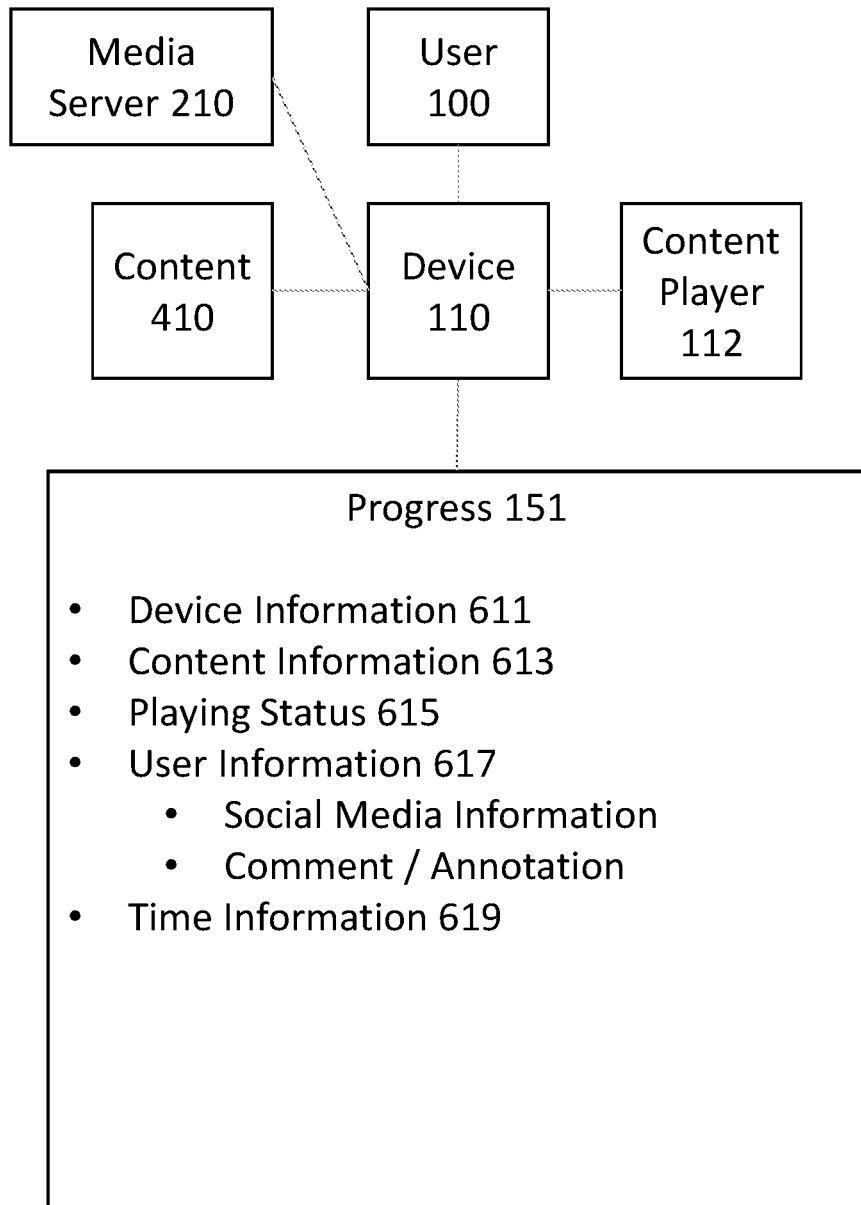 Media
Server 210
User
100
Content
410
Device
110
Content
Player
112
Progress 151
• Device Information 611
• Content Information 613
• Playing Status 615
• User Information 617
• Social Media Information
• Comment / Annotation
• Time Information 619